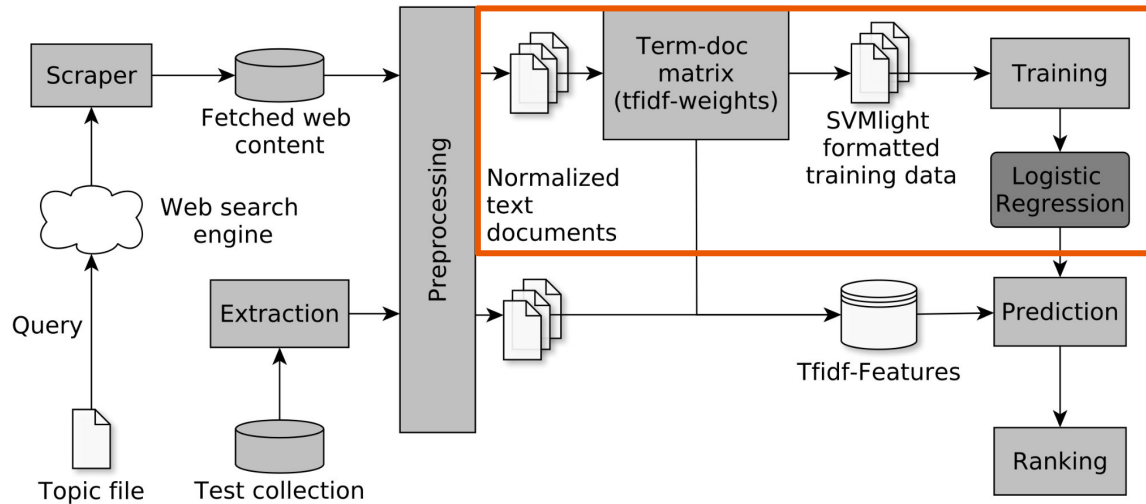 Scraper
Fetched web
content
Web search
engine
Query
Topic file
Extraction
Test collection
Preprocessing
Normalized
text
documents
Term-doc
matrix
(tfidf-weights)
SVMlight
formatted
training data
Training
Logistic
Regression
Tfidf-Features
Prediction
Ranking